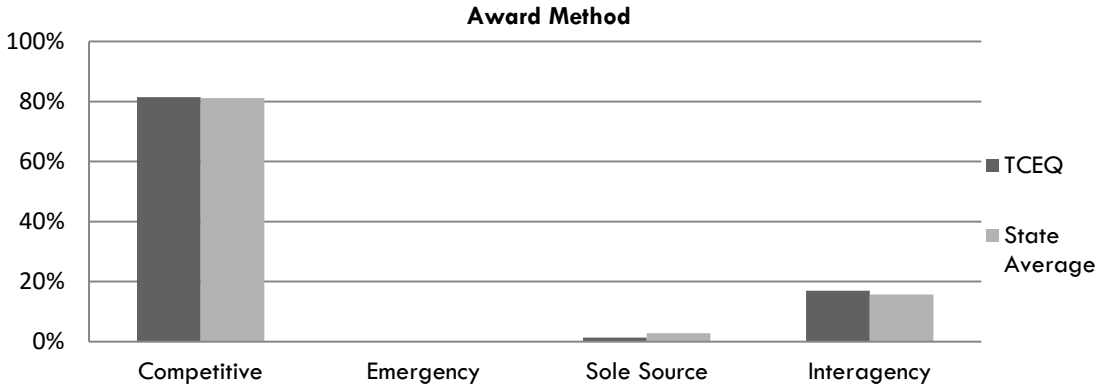 Award Method
100%
80%
60%
40%
20%
0%
Competitive
Emergency
Sole Source
Interagency
TCEQ
State
Average